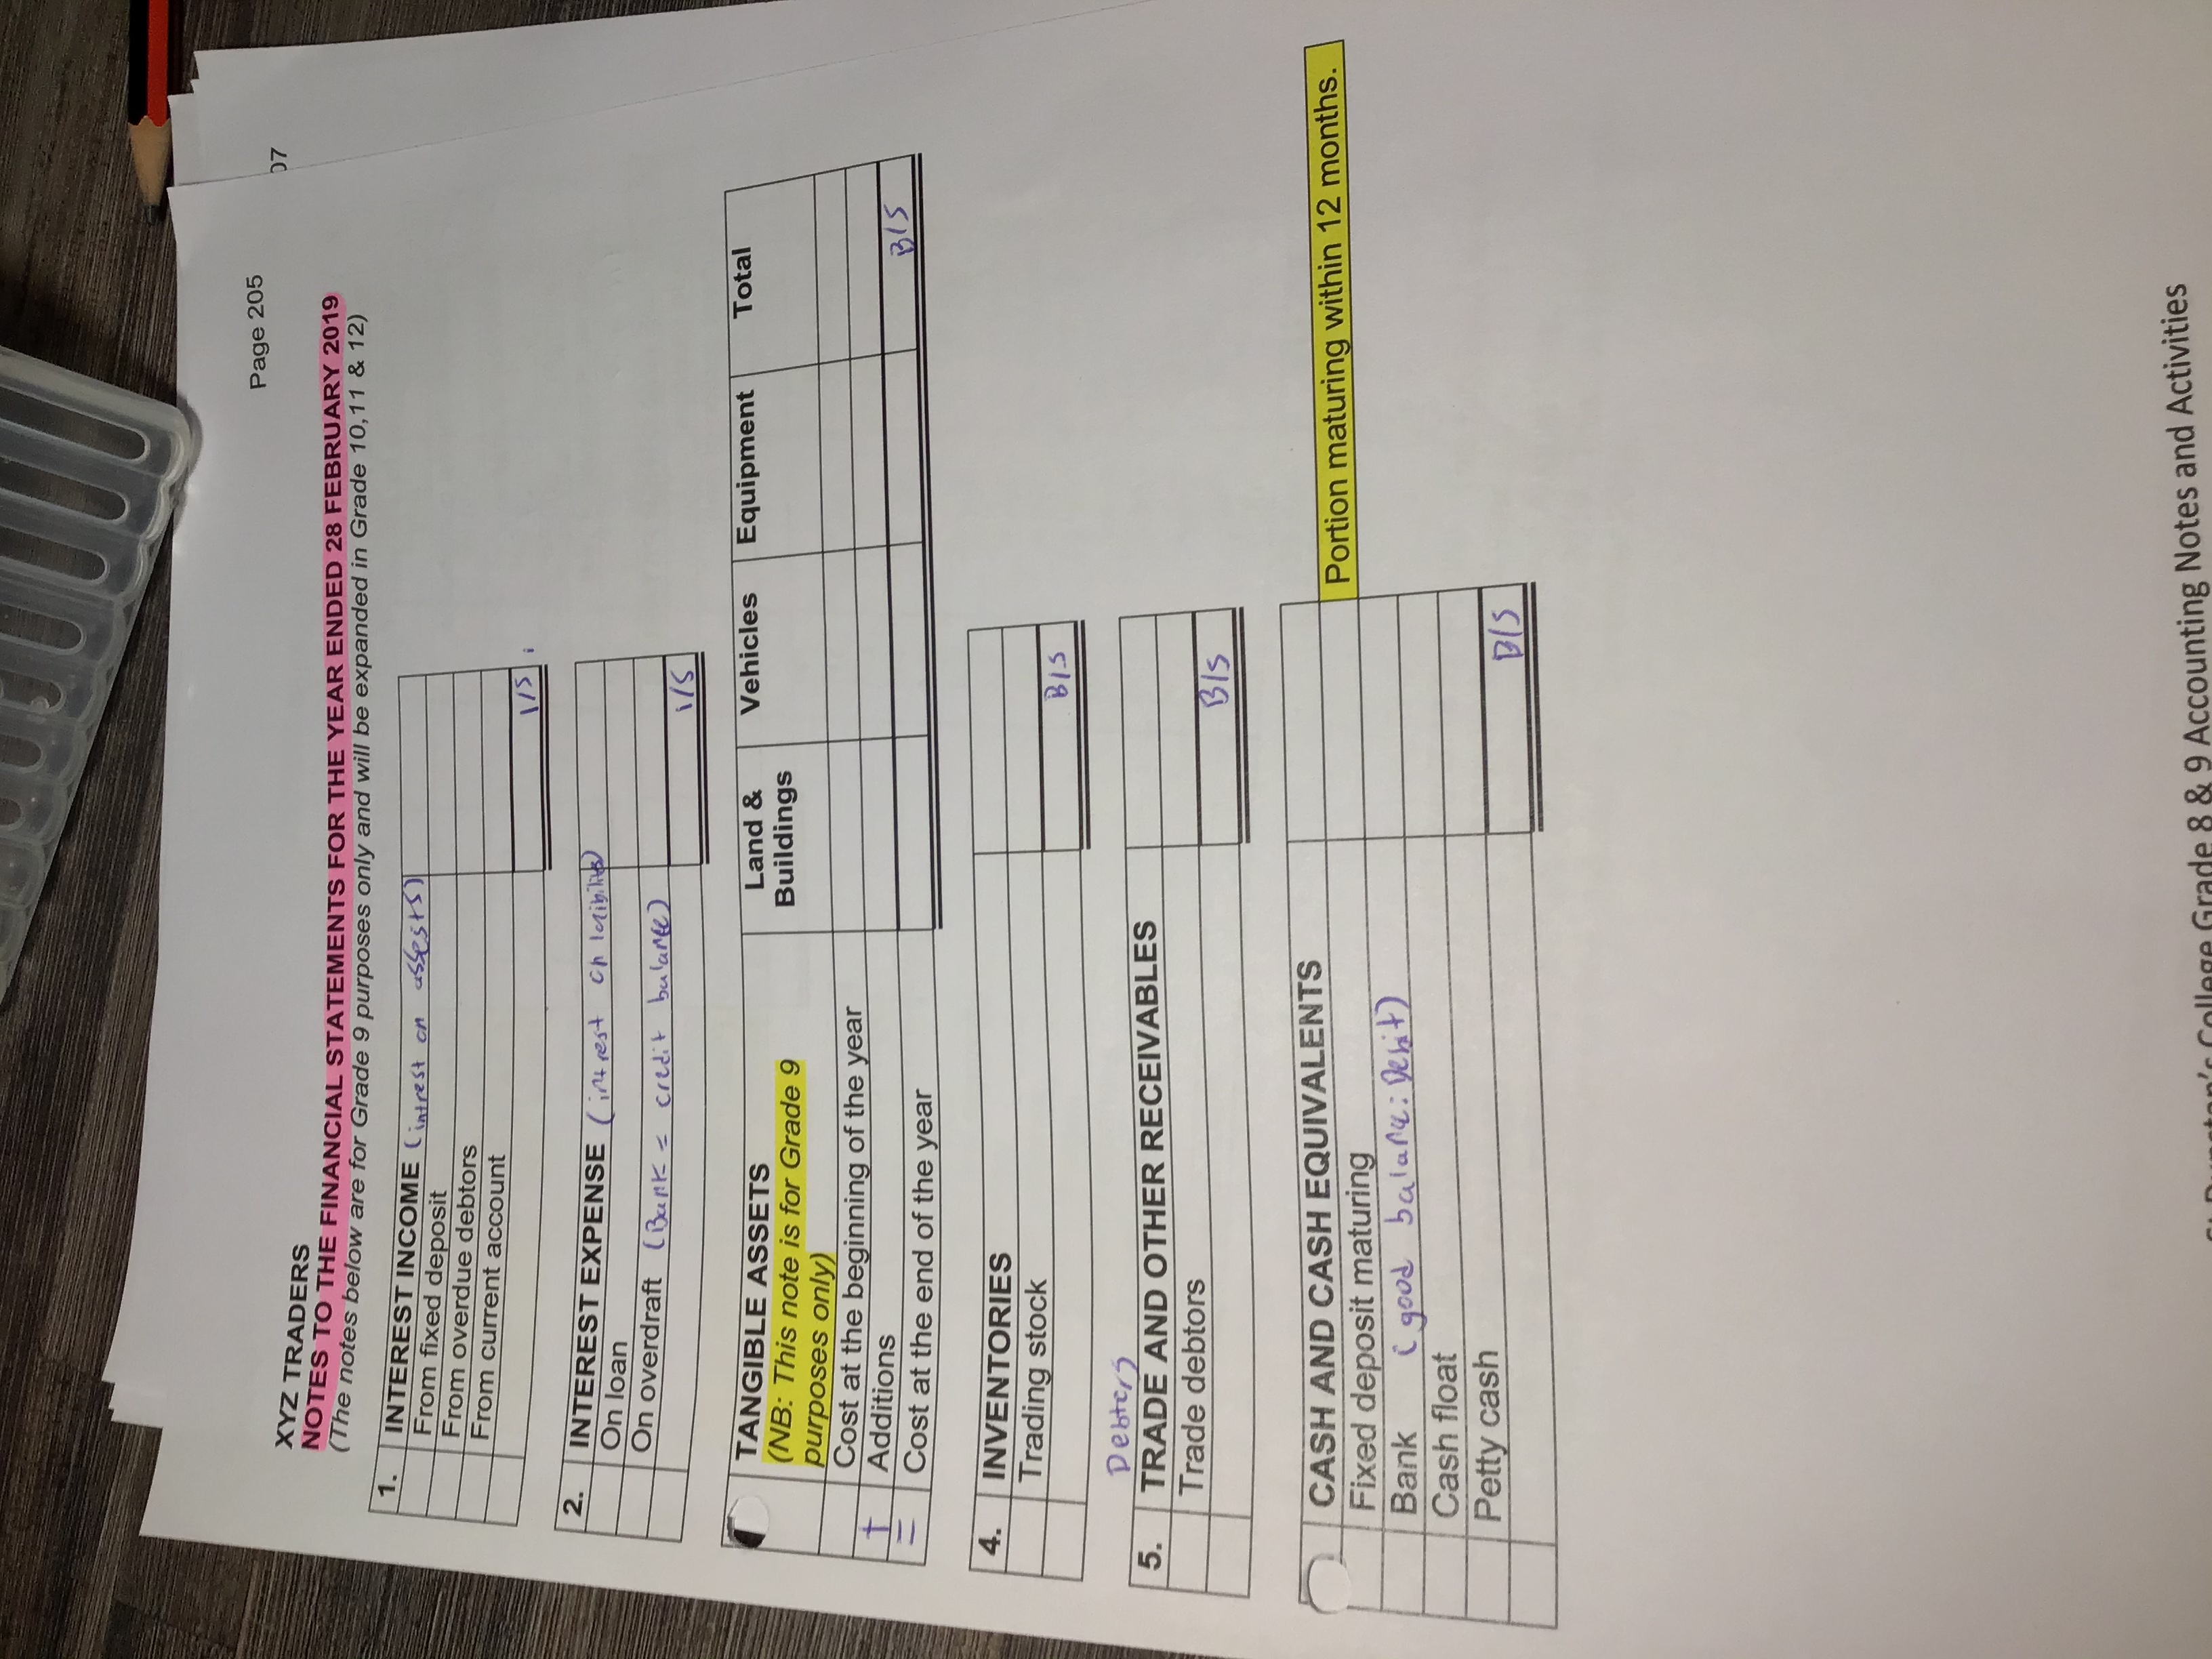 Page 205
07
XYZ TRADERS
NOTES TO THE FINANCIAL STATEMENTS FOR THE YEAR ENDED 28 FEBRUARY 2019
(The notes below are for Grade 9 purposes only and will be expanded in Grade 10,11 & 12)
1. INTEREST INCOME (intrest on assests)
From fixed deposit
From overdue debtors
From current account
I/S
2. INTEREST EXPENSE (intrest on
On loan
On overdraft (Bank = credit balance)
I/S
TANGIBLE ASSETS Land & Buildings Vehicles Equipment Total
(NB: This note is for Grade 9
purposes only)
Cost at the beginning of the year
+ Additions
= Cost at the end of the year B/S
4. INVENTORIES
Trading stock
B/S
Debtors
5. TRADE AND OTHER RECEIVABLES
Trade debtors
B/S
CASH AND CASH EQUIVALENTS
Fixed deposit maturing Portion maturing within 12 months.
Bank (good balance: Debit)
Cash float
Petty cash
B/S
St Dunstan's College Grade 8 & 9 Accounting Notes and Activities